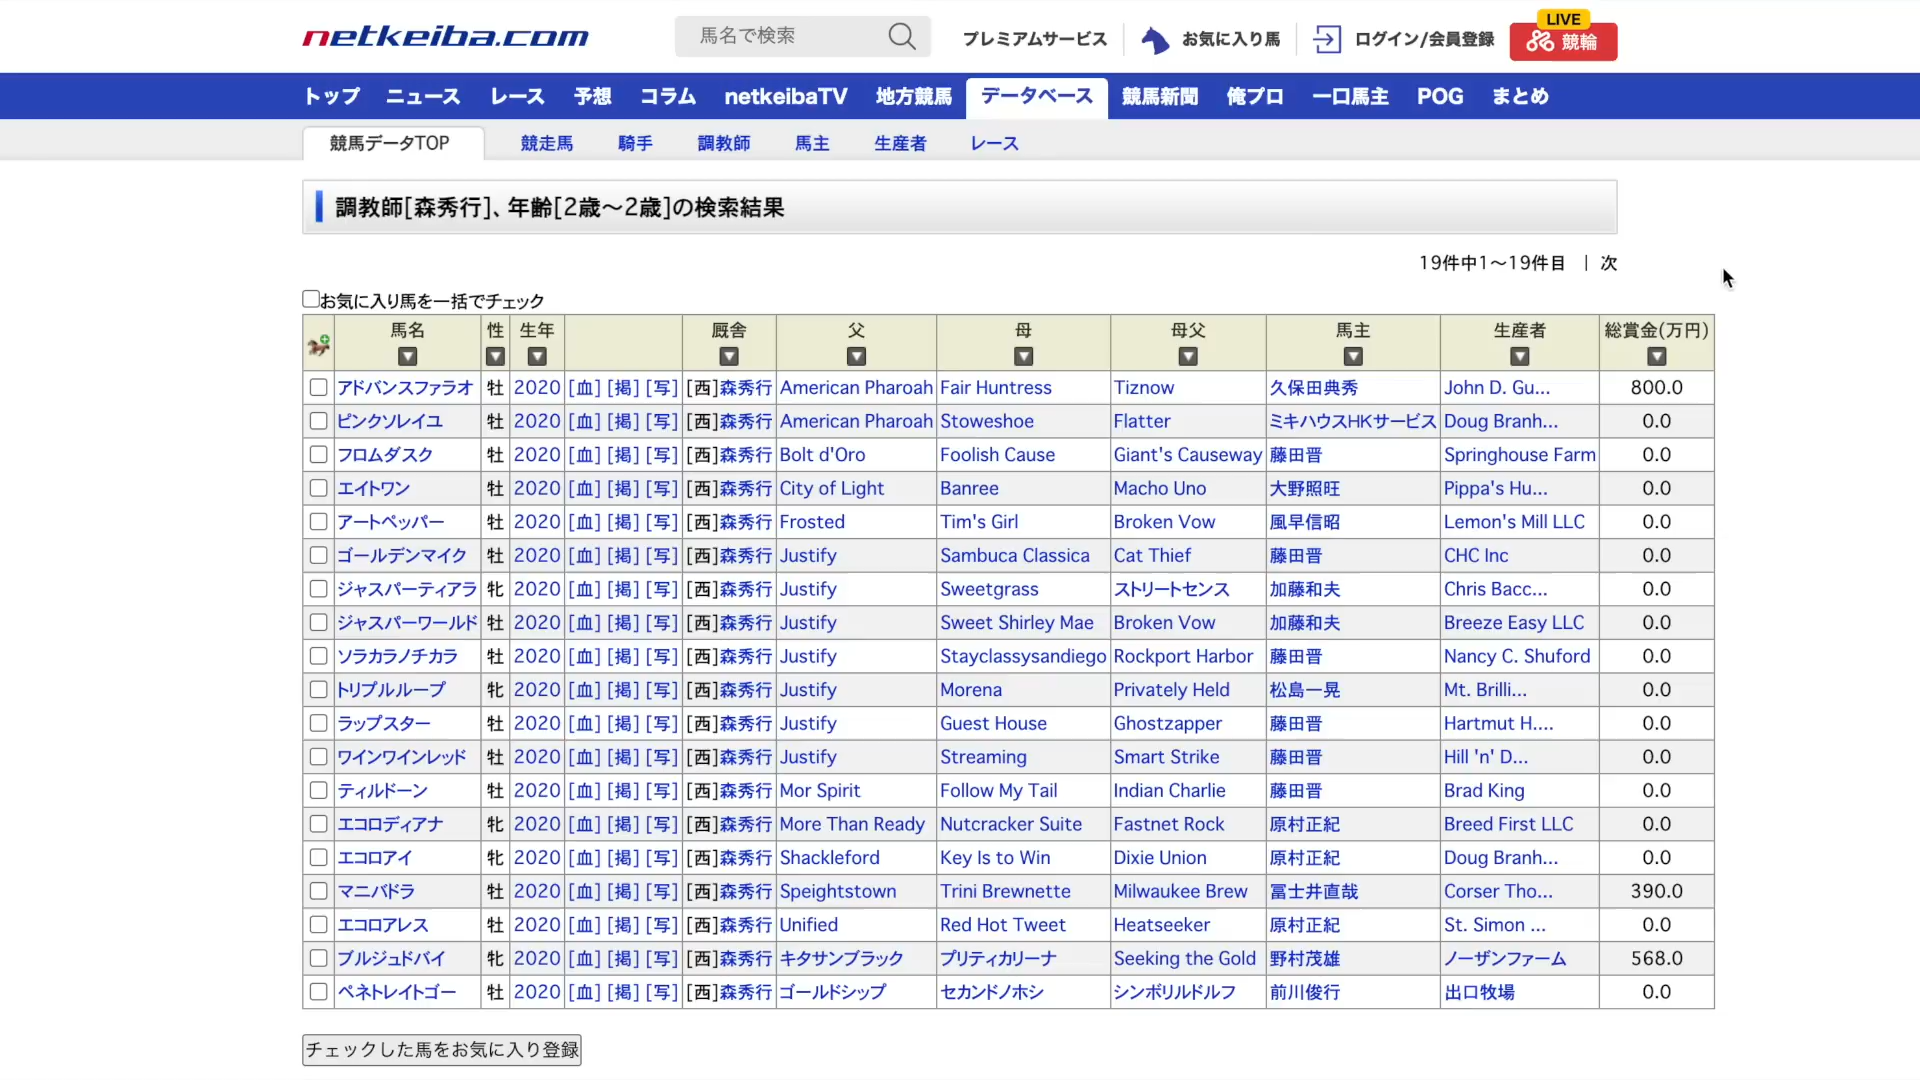 netkeiba.com
馬名で検索
プレミアムサービス
お気に入り馬
ログイン/会員登録
LIVE
競輪
トップ ニュース レース 予想 コラム netkeibaTV 地方競馬 データベース 競馬新聞 俺プロ 一口馬主 POG まとめ
競馬データTOP 競走馬 騎手 調教師 馬主 生産者 レース
調教師[森秀行]、年齢[2歳～2歳]の検索結果
19件中1～19件目 | 次
お気に入り馬を一括でチェック
馬名 性 生年 厩舎 父 母 母父 馬主 生産者 総賞金(万円)
アドバンスファラオ 牡 2020 [血] [掲] [写] [西]森秀行 American Pharoah Fair Huntress Tiznow 久保田典秀 John D. Gu... 800.0
ピンクソレイユ 牡 2020 [血] [掲] [写] [西]森秀行 American Pharoah Stoweshoe Flatter ミキハウスHKサービス Doug Branh... 0.0
フロムダスク 牡 2020 [血] [掲] [写] [西]森秀行 Bolt d'Oro Foolish Cause Giant's Causeway 藤田晋 Springhouse Farm 0.0
エイトワン 牡 2020 [血] [掲] [写] [西]森秀行 City of Light Banree Macho Uno 大野照旺 Pippa's Hu... 0.0
アートペッパー 牡 2020 [血] [掲] [写] [西]森秀行 Frosted Tim's Girl Broken Vow 風早信昭 Lemon's Mill LLC 0.0
ゴールデンマイク 牡 2020 [血] [掲] [写] [西]森秀行 Justify Sambuca Classica Cat Thief 藤田晋 CHC Inc 0.0
ジャスパーティアラ 牝 2020 [血] [掲] [写] [西]森秀行 Justify Sweetgrass ストリートセンス 加藤和夫 Chris Bacc... 0.0
ジャスパーワールド 牡 2020 [血] [掲] [写] [西]森秀行 Justify Sweet Shirley Mae Broken Vow 加藤和夫 Breeze Easy LLC 0.0
ソラカラノチカラ 牡 2020 [血] [掲] [写] [西]森秀行 Justify Stayclassysandiego Rockport Harbor 藤田晋 Nancy C. Shuford 0.0
トリプルループ 牝 2020 [血] [掲] [写] [西]森秀行 Justify Morena Privately Held 松島一晃 Mt. Brilli... 0.0
ラップスター 牡 2020 [血] [掲] [写] [西]森秀行 Justify Guest House Ghostzapper 藤田晋 Hartmut H.... 0.0
ワインワインレッド 牡 2020 [血] [掲] [写] [西]森秀行 Justify Streaming Smart Strike 藤田晋 Hill 'n' D... 0.0
ティルドーン 牡 2020 [血] [掲] [写] [西]森秀行 Mor Spirit Follow My Tail Indian Charlie 藤田晋 Brad King 0.0
エコロディアナ 牝 2020 [血] [掲] [写] [西]森秀行 More Than Ready Nutcracker Suite Fastnet Rock 原村正紀 Breed First LLC 0.0
エコロアイ 牝 2020 [血] [掲] [写] [西]森秀行 Shackleford Key Is to Win Dixie Union 原村正紀 Doug Branh... 0.0
マニバドラ 牡 2020 [血] [掲] [写] [西]森秀行 Speightstown Trini Brewnette Milwaukee Brew 冨士井直哉 Corser Tho... 390.0
エコロアレス 牡 2020 [血] [掲] [写] [西]森秀行 Unified Red Hot Tweet Heatseeker 原村正紀 St. Simon ... 0.0
ブルジュドバイ 牝 2020 [血] [掲] [写] [西]森秀行 キタサンブラック プリティカリーナ Seeking the Gold 野村茂雄 ノーザンファーム 568.0
ペネトレイトゴー 牡 2020 [血] [掲] [写] [西]森秀行 ゴールドシップ セカンドノホシ シンボリルドルフ 前川俊行 出口牧場 0.0
チェックした馬をお気に入り登録